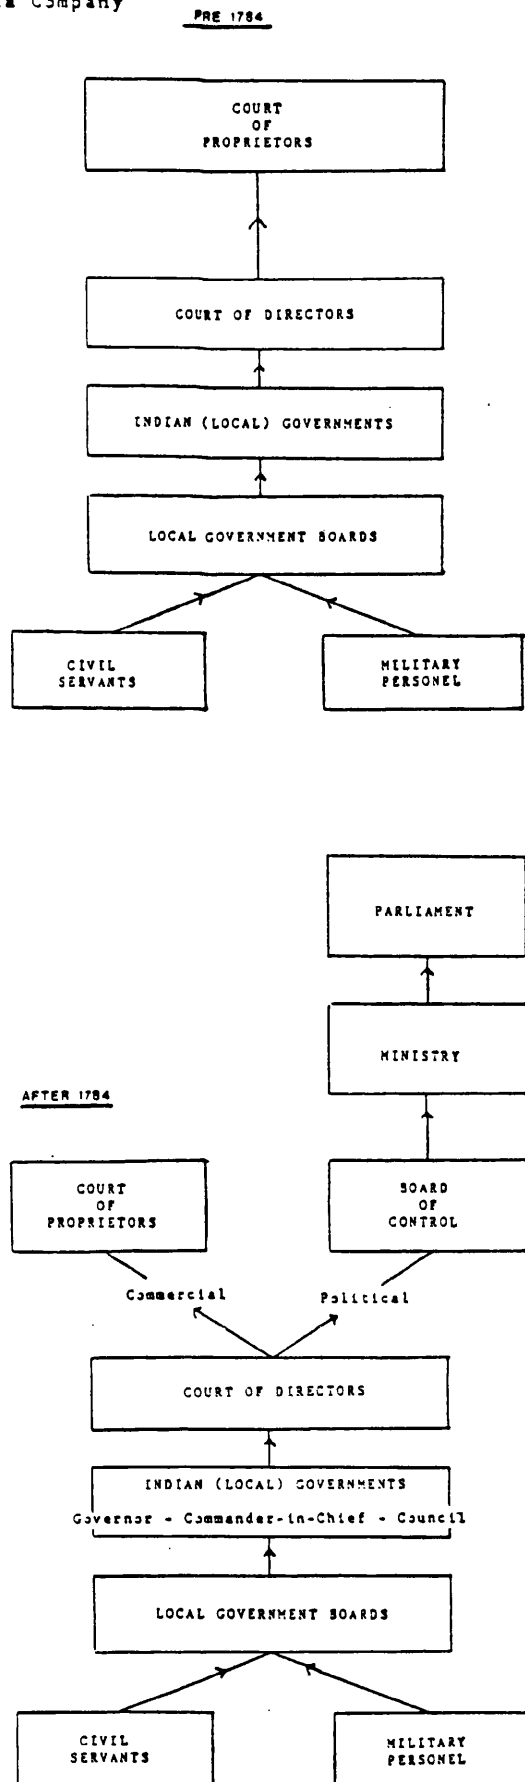 Company
PRE 1784
COURT
OF
PROPRIETORS
COURT OF DIRECTORS
INDIAN (LOCAL) GOVERNMENTS
LOCAL GOVERNMENT BOARDS
CIVIL
SERVANTS
MILITARY
PERSONEL
PARLIAMENT
MINISTRY
AFTER 1784
COURT
OF
PROPRIETORS
BOARD
OF
CONTROL
Commercial
Political
COURT OF DIRECTORS
INDIAN (LOCAL) GOVERNMENTS
Governor - Commander-in-Chief - Council
LOCAL GOVERNMENT BOARDS
CIVIL
SERVANTS
MILITARY
PERSONEL